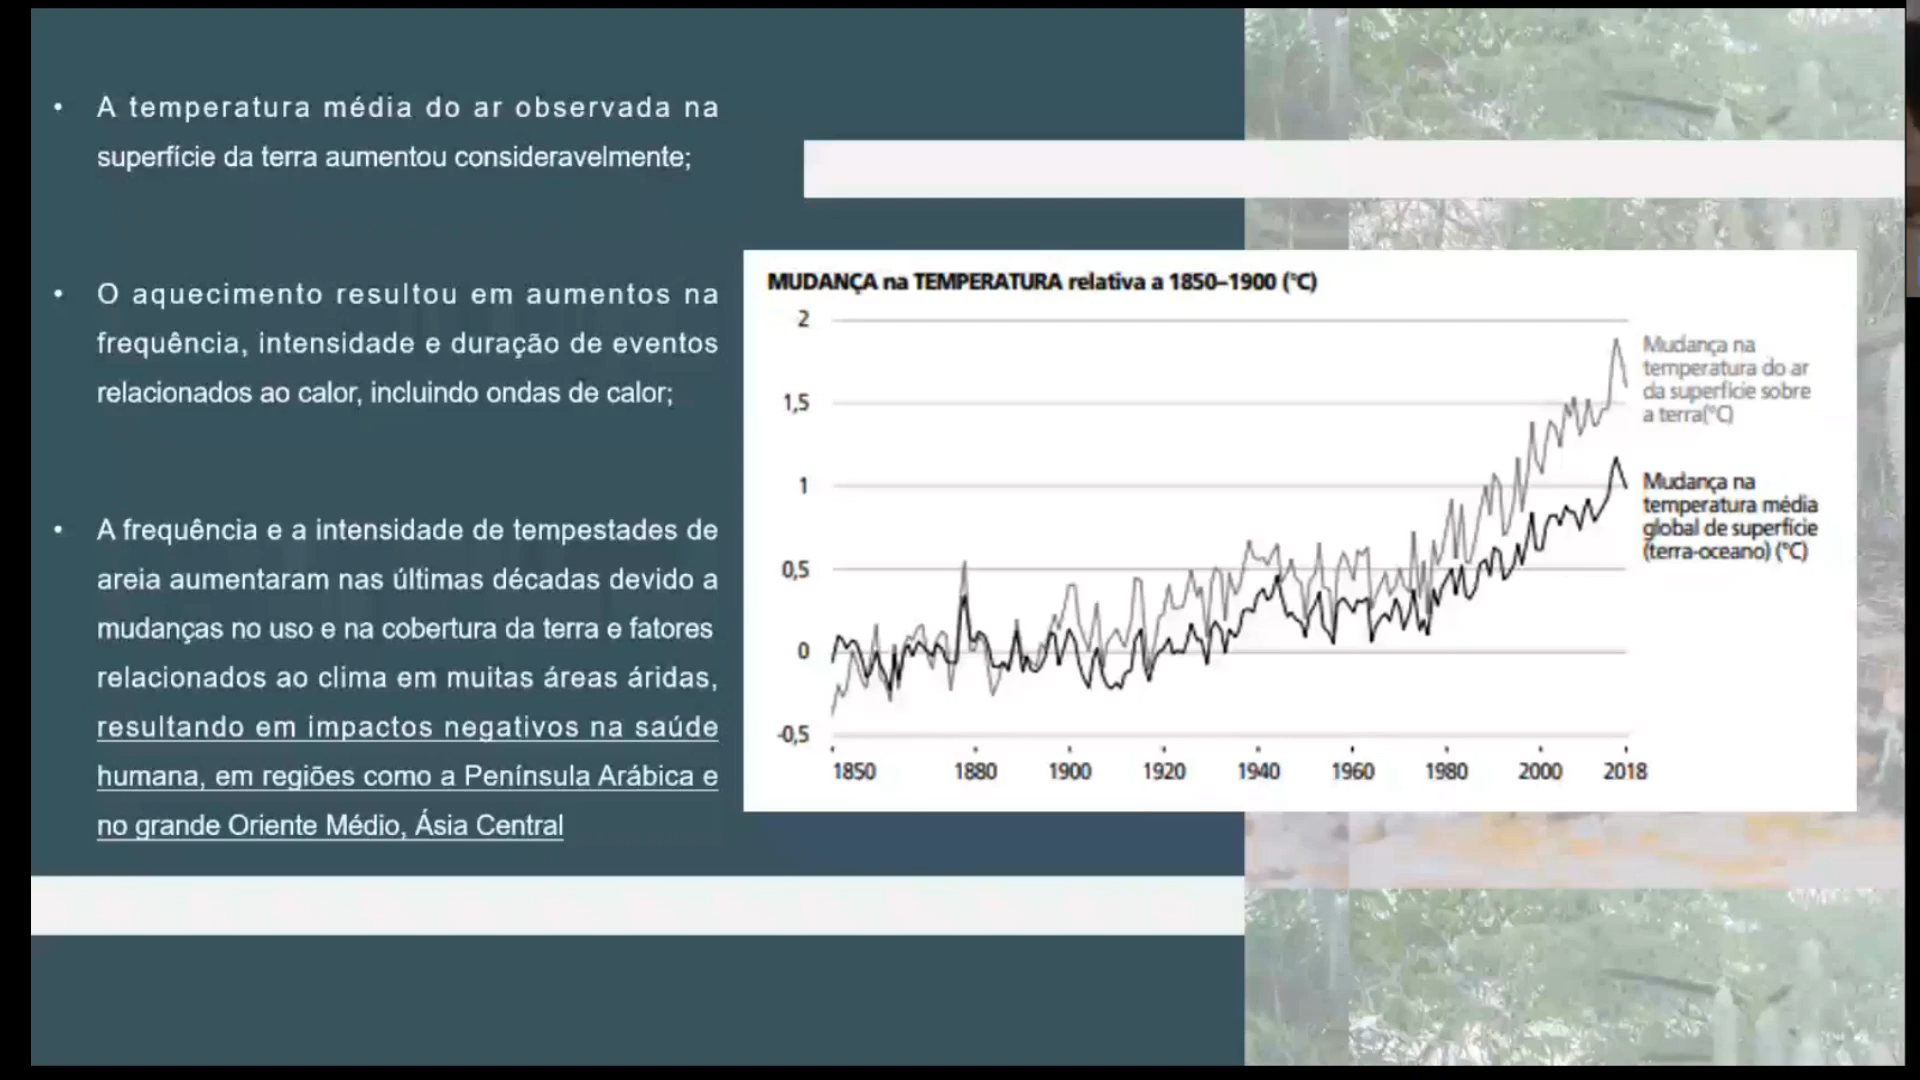 • A temperatura média do ar observada na
superfície da terra aumentou consideravelmente;
• O aquecimento resultou em aumentos na
frequência, intensidade e duração de eventos
relacionados ao calor, incluindo ondas de calor;
• A frequência e a intensidade de tempestades de
areia aumentaram nas últimas décadas devido a
mudanças no uso e na cobertura da terra e fatores
relacionados ao clima em muitas áreas áridas,
resultando em impactos negativos na saúde
humana, em regiões como a Península Arábica e
no grande Oriente Médio, Ásia Central
MUDANÇA na TEMPERATURA relativa a 1850–1900 (°C)
2
1,5
1
0,5
0
-0,5
1850 1880 1900 1920 1940 1960 1980 2000 2018
Mudança na
temperatura do ar
da superfície sobre
a terra(°C)
Mudança na
temperatura média
global de superfície
(terra-oceano) (°C)